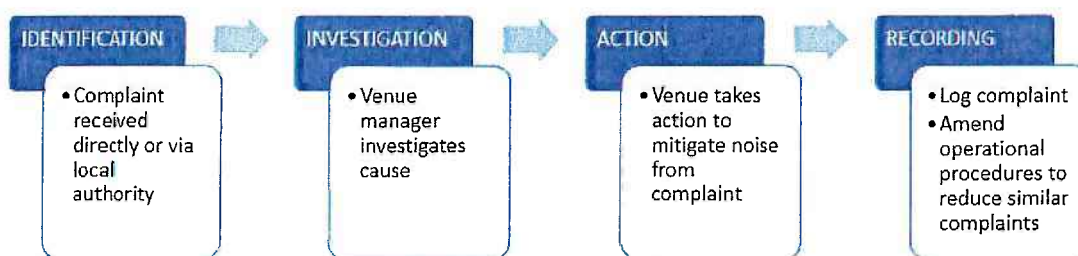 IDENTIFICATION
• Complaint
received
directly or via
local
authority
INVESTIGATION
• Venue
manager
investigates
cause
ACTION
• Venue takes
action to
mitigate noise
from
complaint
RECORDING
• Log complaint
• Amend
operational
procedures to
reduce similar
complaints